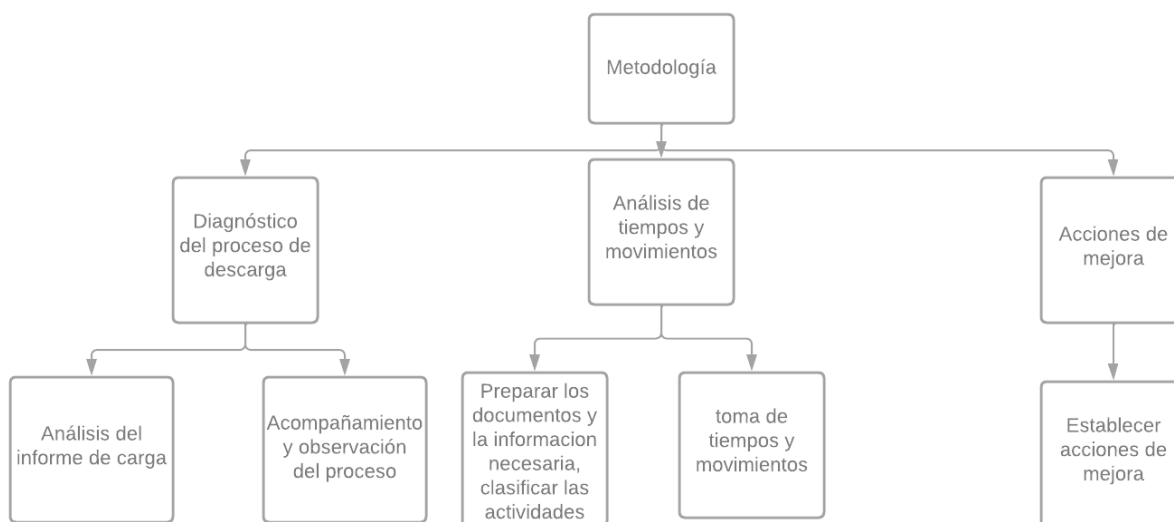 Metodología
Diagnóstico
del proceso de
descarga
Análisis de
tiempos y
movimientos
Acciones de
mejora
Análisis del
informe de carga
Acompañamiento
y observación
del proceso
Preparar los
documentos y
la informacion
necesaria,
clasificar las
actividades
toma de
tiempos y
movimientos
Establecer
acciones de
mejora